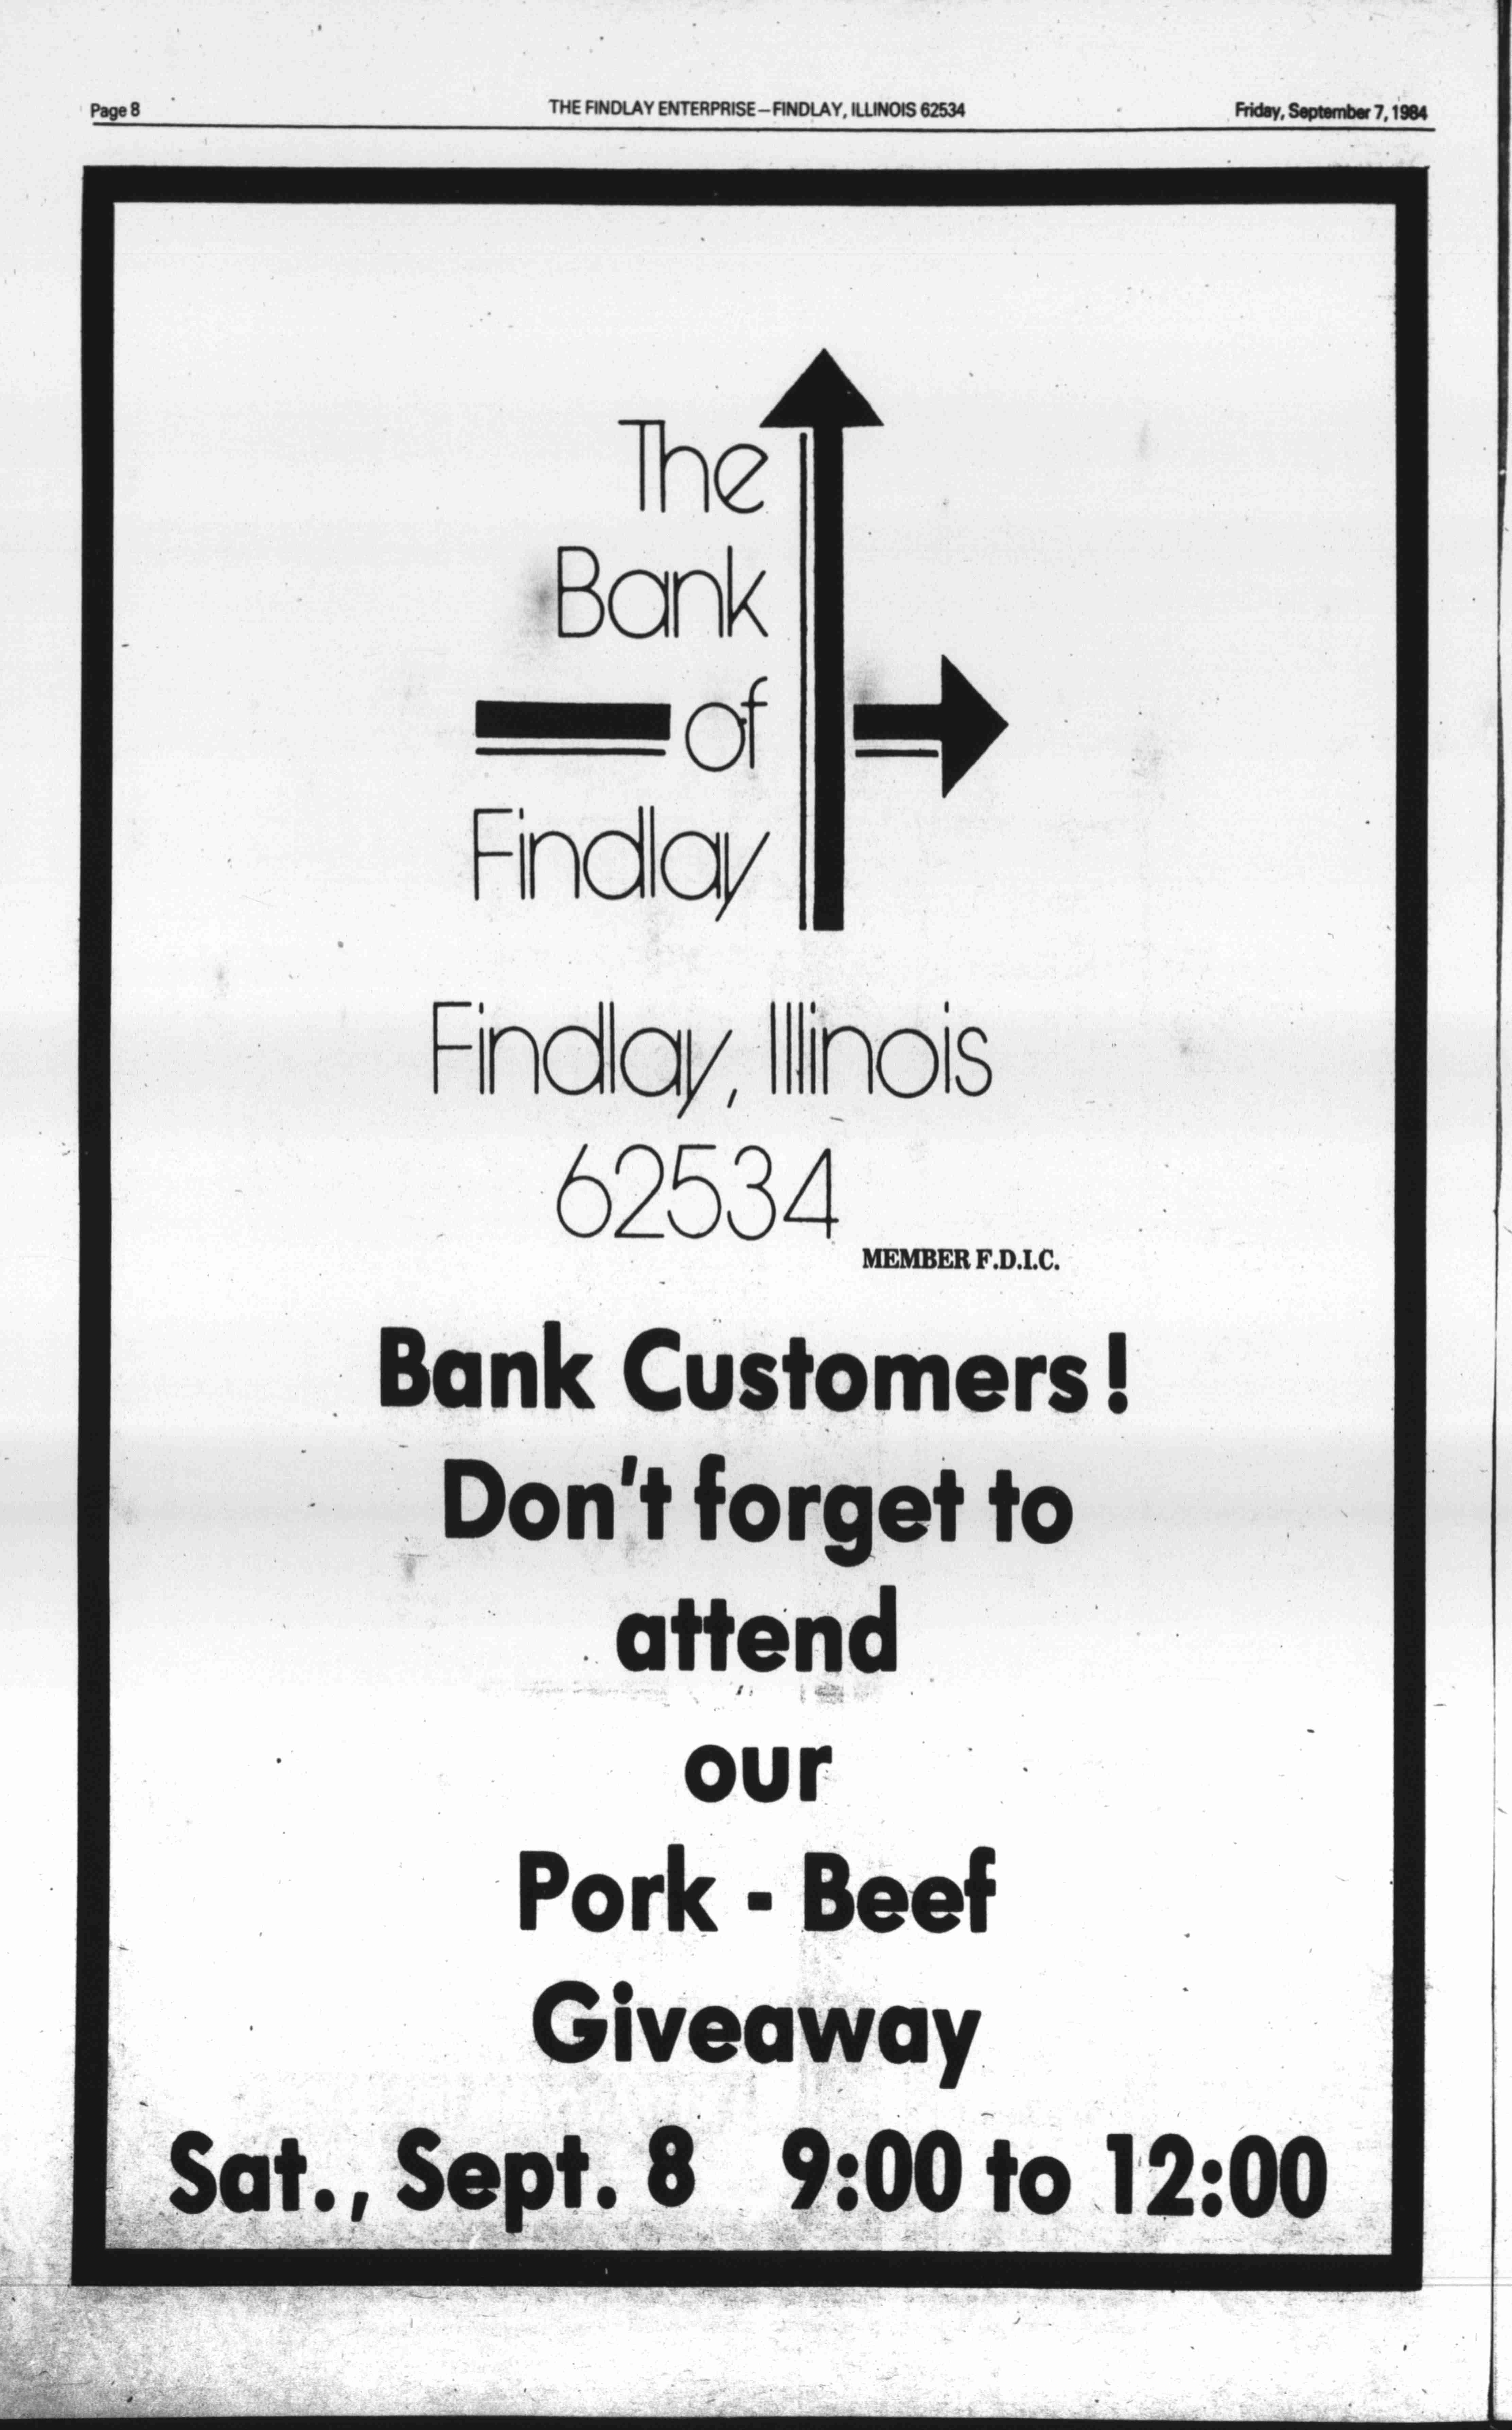 Page 8 THE FINDLAY ENTERPRISE—FINDLAY, ILLINOIS 62534 Friday, September 7, 1984
The
Bank
of
Findlay
Findlay, Illinois
62534
MEMBER F.D.I.C.
Bank Customers!
Don't forget to
attend
our
Pork - Beef
Giveaway
Sat., Sept. 8 9:00 to 12:00